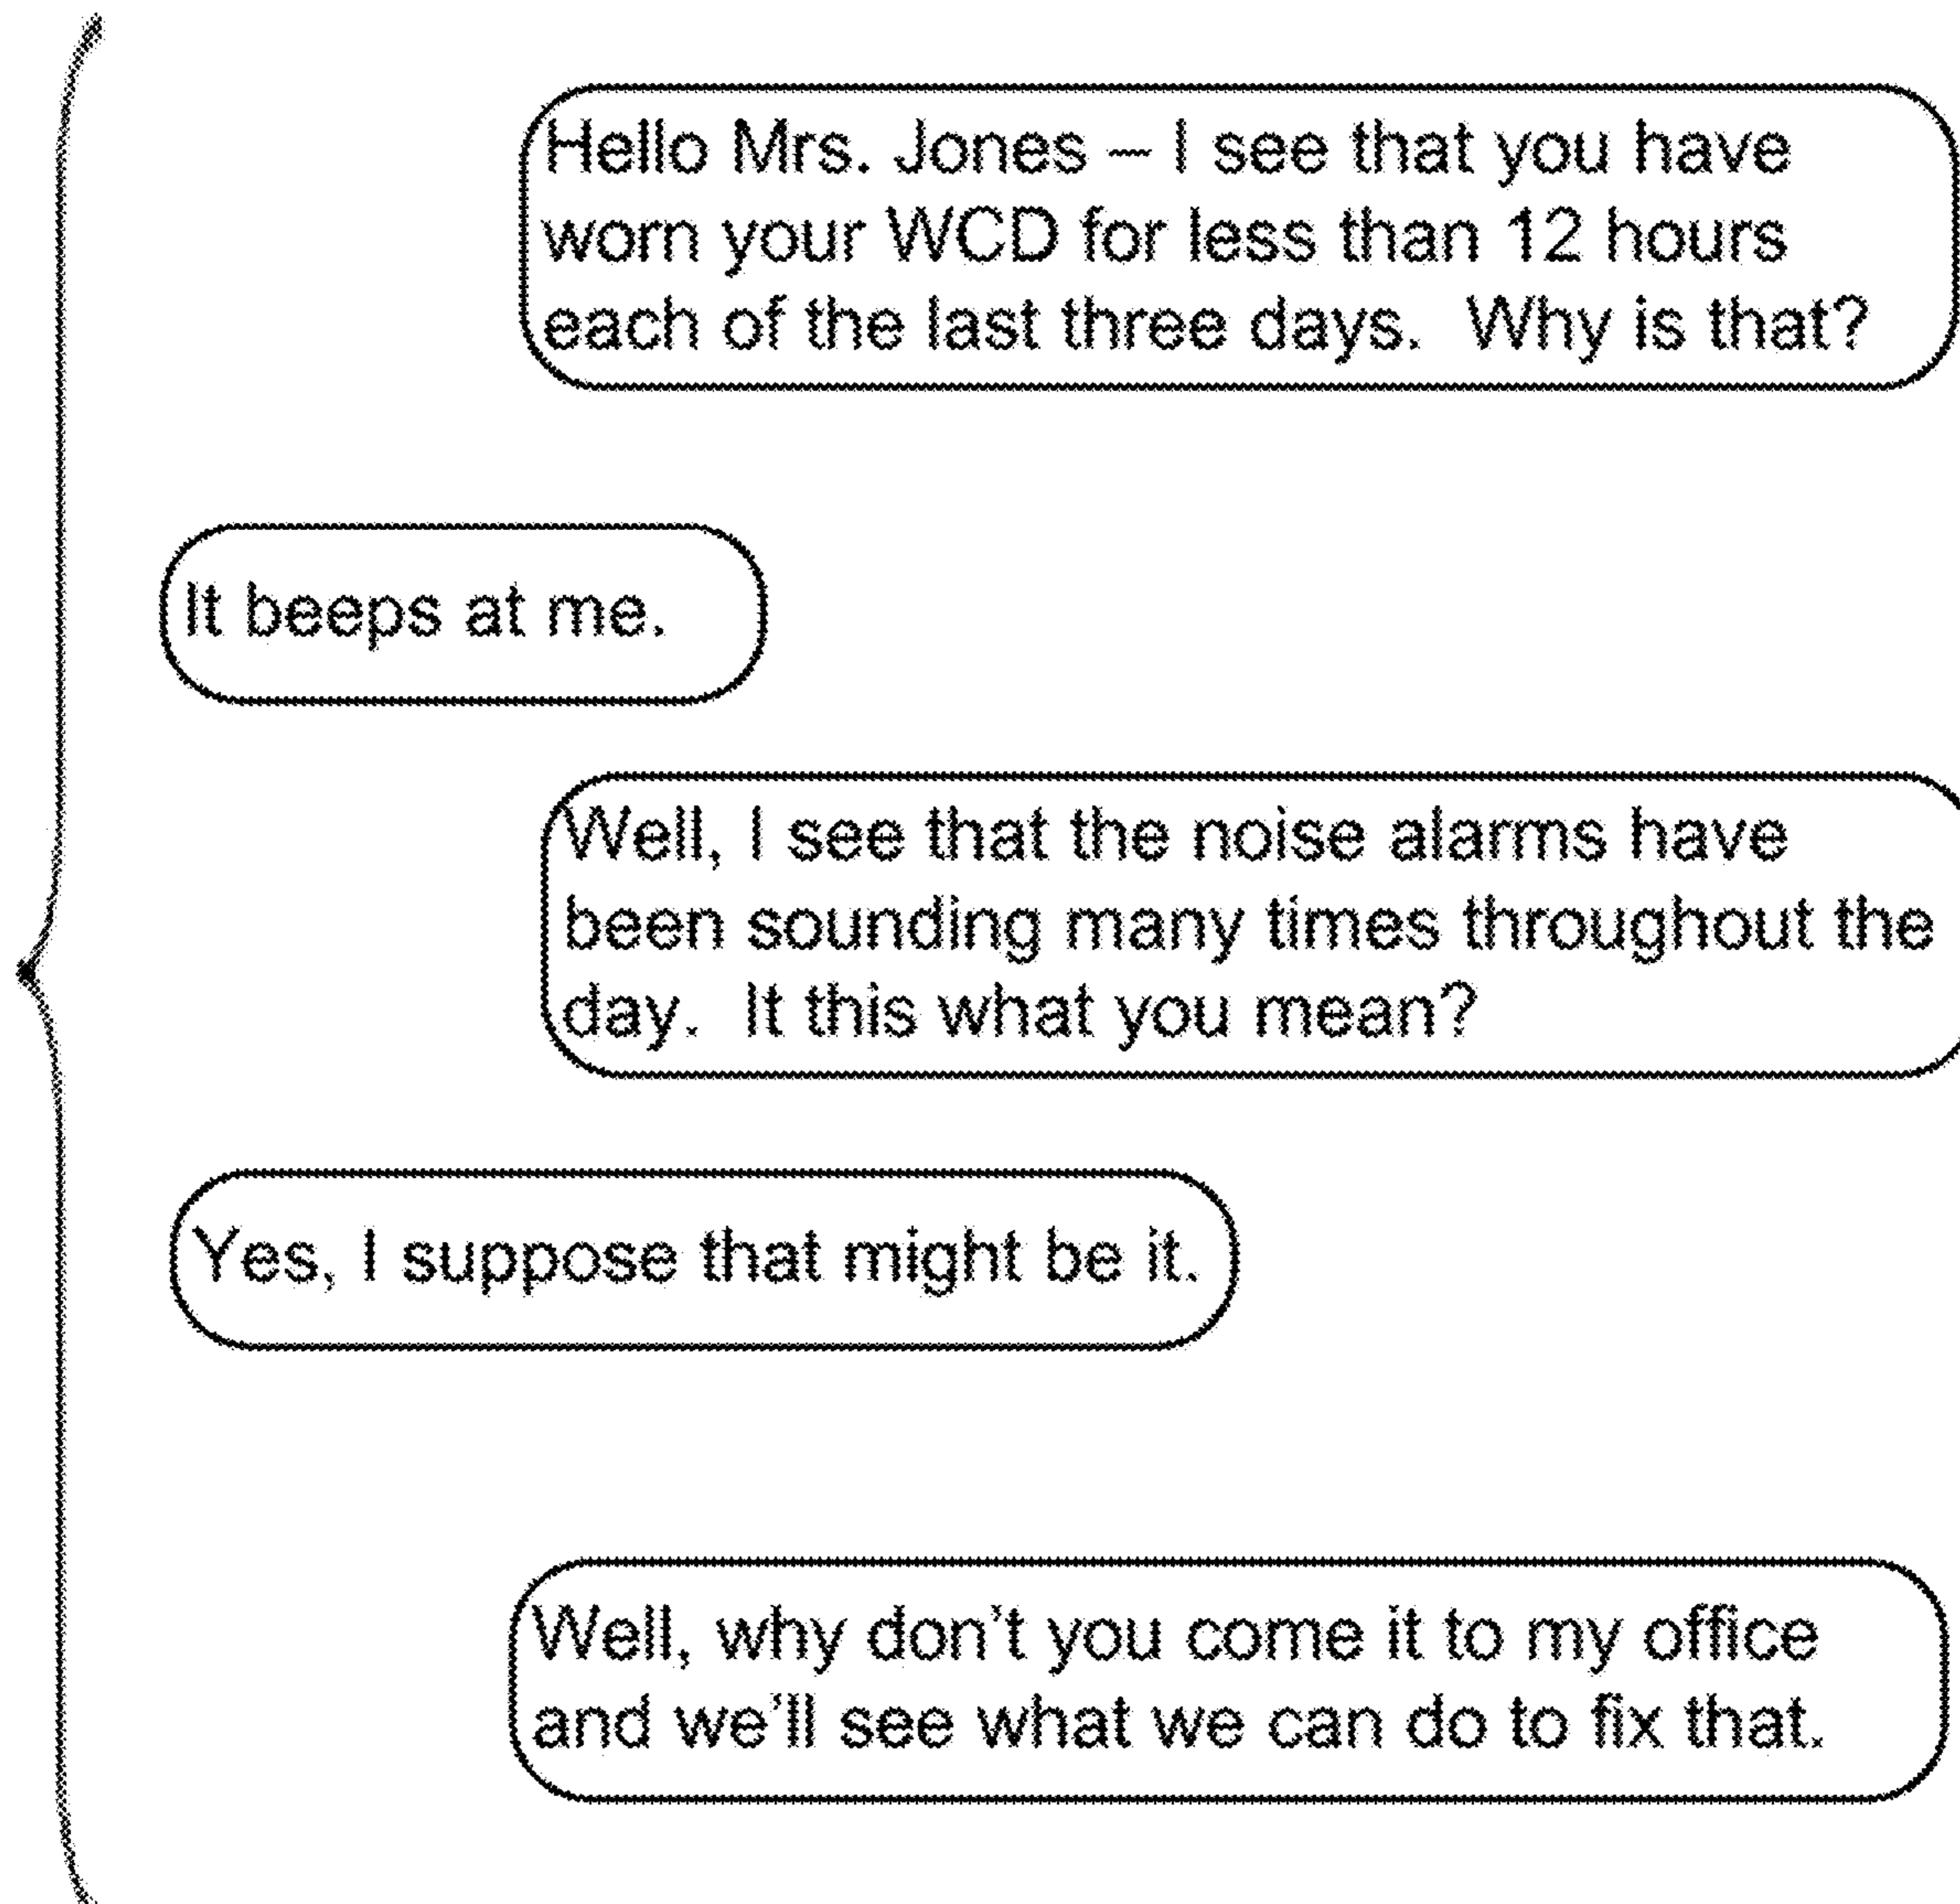 Hello Mrs. Jones – I see that you have
worn your WCD for less than 12 hours
each of the last three days.  Why is that?
It beeps at me.
Well, I see that the noise alarms have
been sounding many times throughout the
day.  It this what you mean?
Yes, I suppose that might be it.
Well, why don't you come it to my office
and we'll see what we can do to fix that.